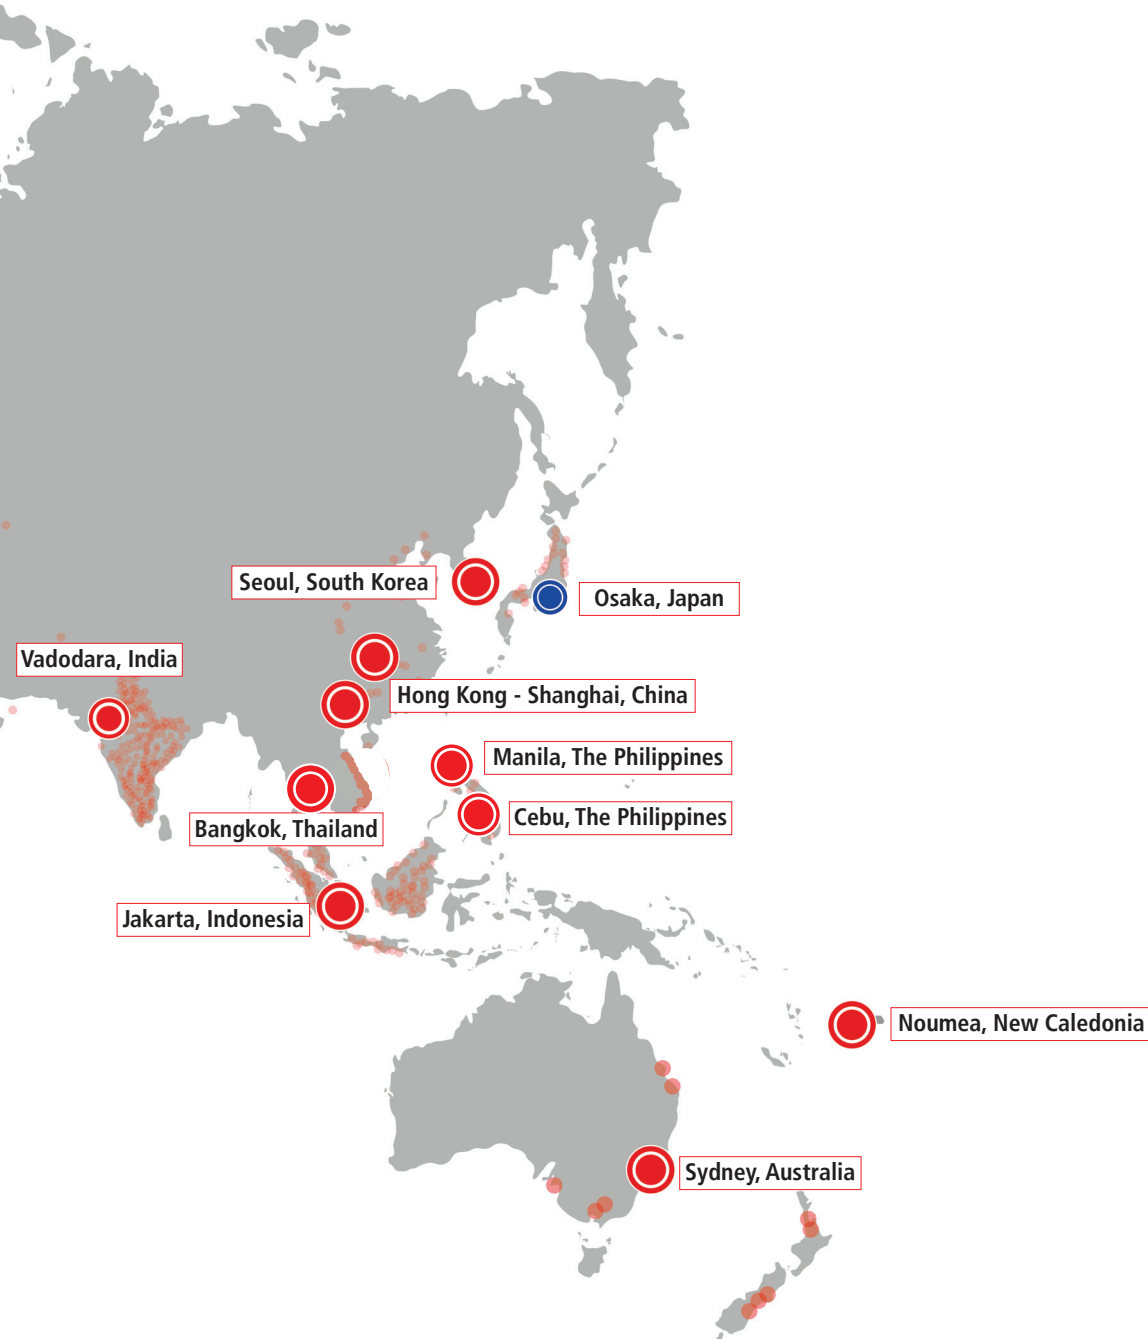 Seoul, South Korea
Osaka, Japan
Vadodara, India
Hong Kong - Shanghai, China
Manila, The Philippines
Cebu, The Philippines
Bangkok, Thailand
Jakarta, Indonesia
Noumea, New Caledonia
Sydney, Australia